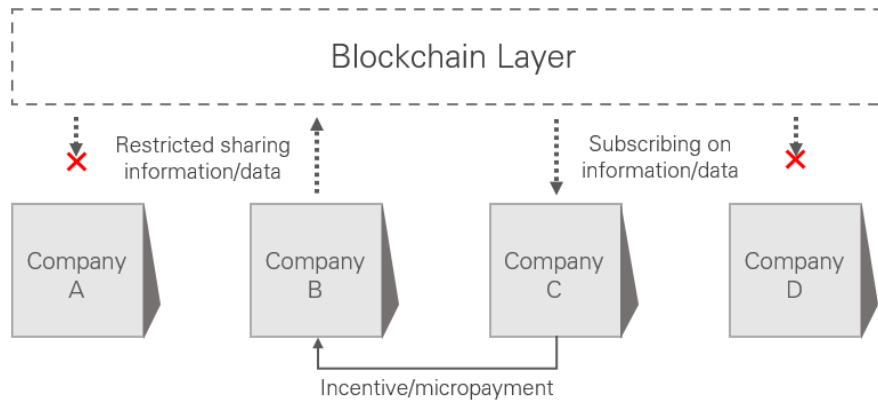 Blockchain Layer
Restricted sharing
information/data
Subscribing on
information/data
Company
A
Company
B
Company
C
Company
D
Incentive/micropayment